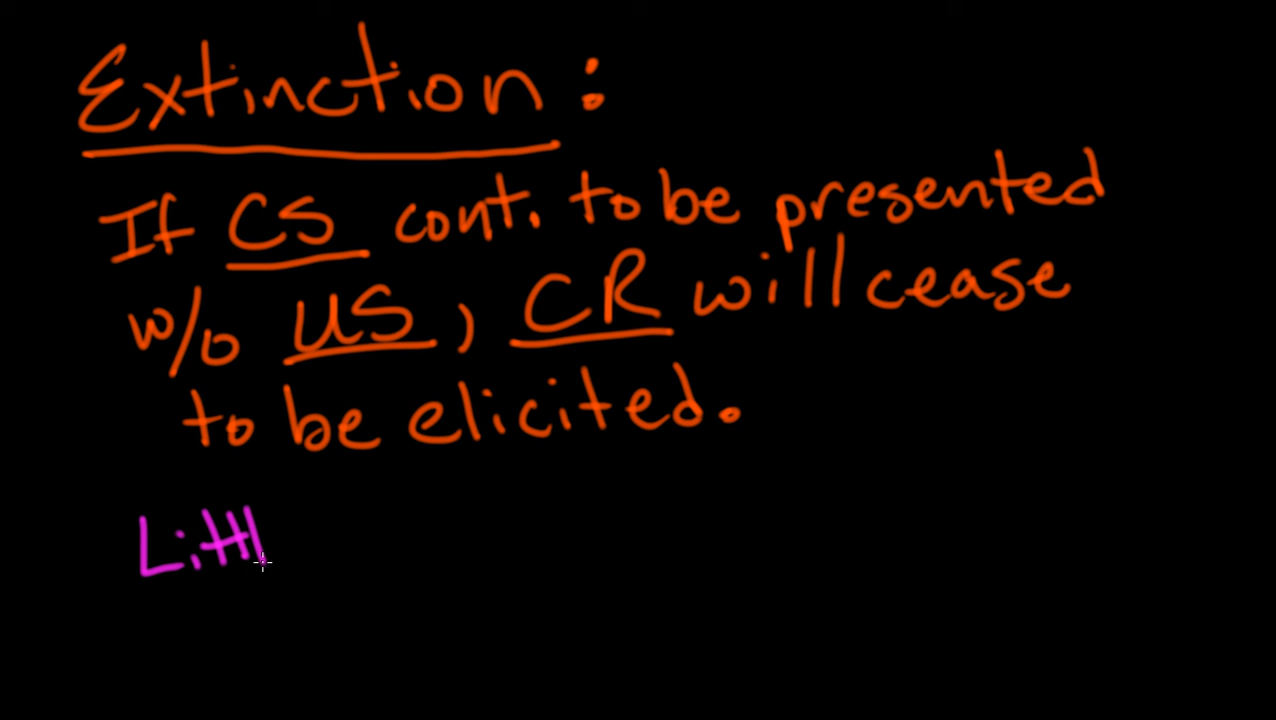 Extinction:
If CS cont. to be presented
w/o US, CR will cease
to be elicited.
Littl